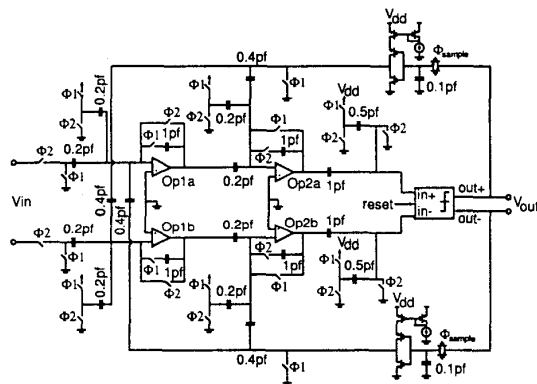 Vdd
Φsample
0.4pf
Φ1
0.1pf
Φ1
0.2pf
Φ2
Φ1
0.2pf
Φ2
Vdd
Φ1
0.5pf
Φ2
Φ2
Φ1
1pf
Φ2
Φ1
1pf
Φ2
0.2pf
Φ1
Op1a
0.2pf
Op2a
1pf
Vin
0.4pf
0.4pf
in+
out+
reset
in-
out-
Vout
Φ2
0.2pf
Φ1
Op1b
0.2pf
Op2b
1pf
Φ1
1pf
Φ2
1pf
Φ1
Vdd
Φ1
0.5pf
Φ2
Φ2
Φ1
0.2pf
Φ2
Φ1
0.2pf
Φ2
Vdd
Φsample
0.4pf
Φ1
0.1pf